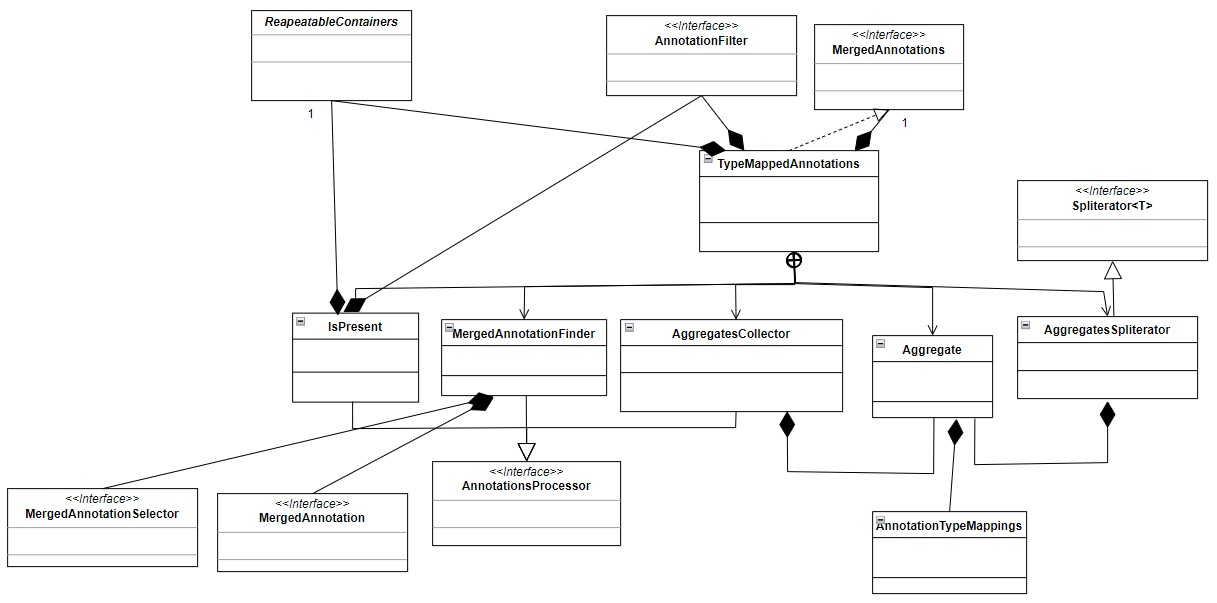 ReapeatableContainers
<<Interface>>
AnnotationFilter
<<Interface>>
MergedAnnotations
1
1
TypeMappedAnnotations
<<Interface>>
Spliterator<T>
IsPresent
MergedAnnotationFinder
AggregatesCollector
Aggregate
AggregatesSpliterator
<<Interface>>
MergedAnnotationSelector
<<Interface>>
MergedAnnotation
<<Interface>>
AnnotationsProcessor
AnnotationTypeMappings